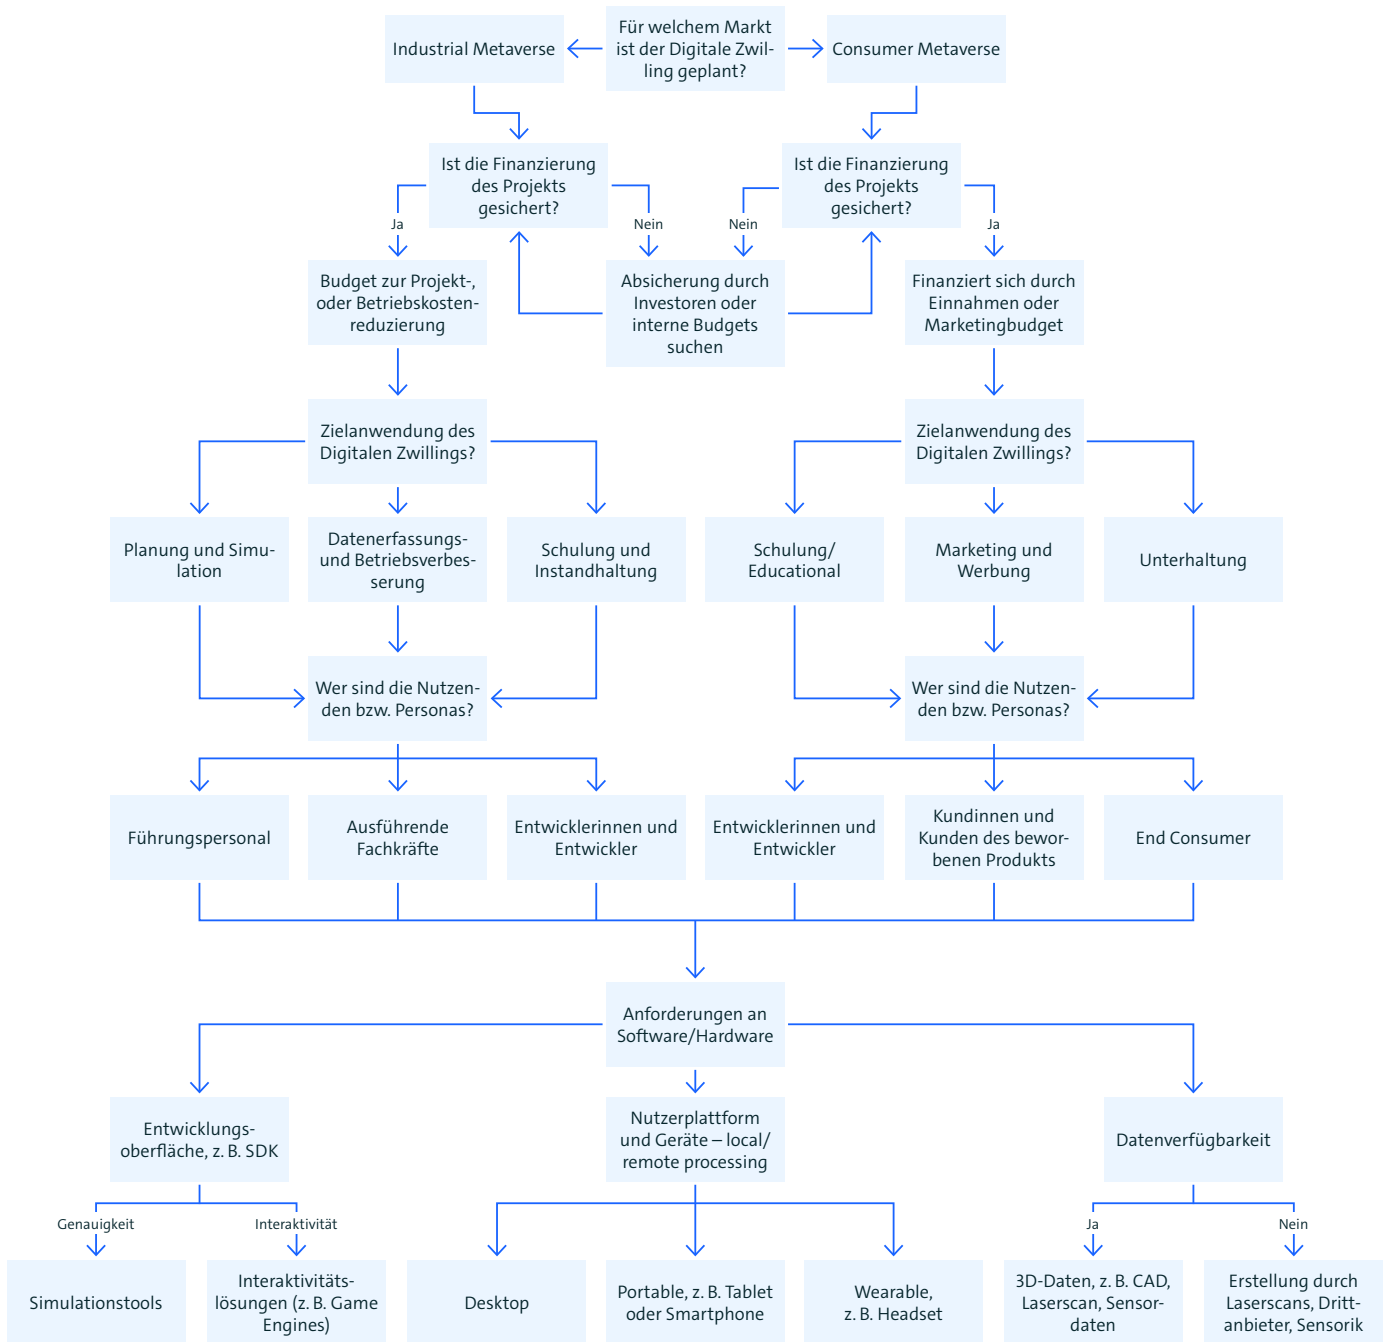 Für welchem Markt
ist der Digitale Zwil-
ling geplant?
Industrial Metaverse
Consumer Metaverse
Ist die Finanzierung
des Projekts
gesichert?
Ist die Finanzierung
des Projekts
gesichert?
Ja
Nein
Nein
Ja
Budget zur Projekt-,
oder Betriebskosten-
reduzierung
Absicherung durch
Investoren oder
interne Budgets
suchen
Finanziert sich durch
Einnahmen oder
Marketingbudget
Zielanwendung des
Digitalen Zwillings?
Zielanwendung des
Digitalen Zwillings?
Planung und Simu-
lation
Datenerfassungs-
und Betriebsverbes-
serung
Schulung und
Instandhaltung
Schulung/
Educational
Marketing und
Werbung
Unterhaltung
Wer sind die Nutzen-
den bzw. Personas?
Wer sind die Nutzen-
den bzw. Personas?
Führungspersonal
Ausführende
Fachkräfte
Entwicklerinnen und
Entwickler
Entwicklerinnen und
Entwickler
Kundinnen und
Kunden des bewor-
benen Produkts
End Consumer
Anforderungen an
Software/Hardware
Entwicklungs-
oberfläche, z. B. SDK
Nutzerplattform
und Geräte – local/
remote processing
Datenverfügbarkeit
Genauigkeit
Interaktivität
Ja
Nein
Simulationstools
Interaktivitäts-
lösungen (z. B. Game
Engines)
Desktop
Portable, z. B. Tablet
oder Smartphone
Wearable,
z. B. Headset
3D-Daten, z. B. CAD,
Laserscan, Sensor-
daten
Erstellung durch
Laserscans, Dritt-
anbieter, Sensorik